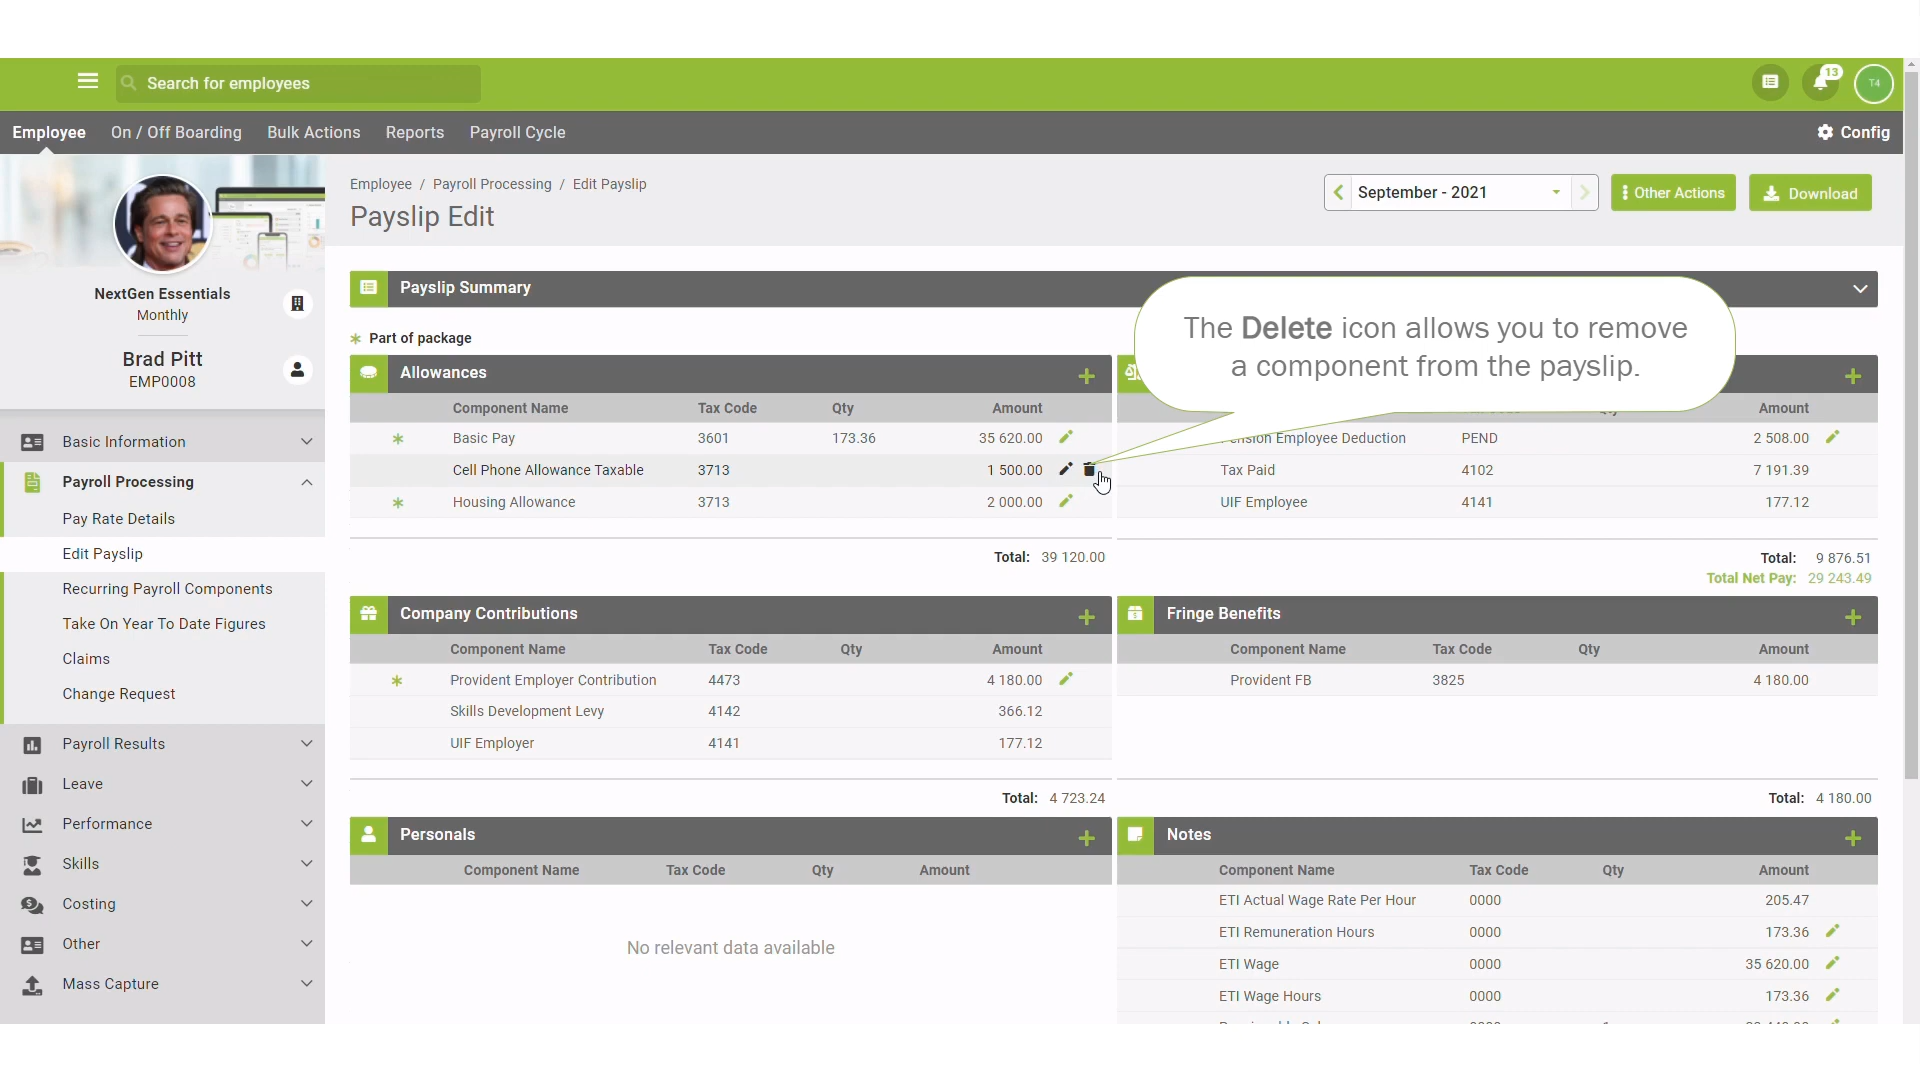 Search for employees
13
T4
Employee On / Off Boarding Bulk Actions Reports Payroll Cycle Config
Employee / Payroll Processing / Edit Payslip
Payslip Edit
September - 2021
Other Actions
Download
NextGen Essentials
Monthly
Brad Pitt
EMP0008
Basic Information
Payroll Processing
Pay Rate Details
Edit Payslip
Recurring Payroll Components
Take On Year To Date Figures
Claims
Change Request
Payroll Results
Leave
Performance
Skills
Costing
Other
Mass Capture
Payslip Summary
The Delete icon allows you to remove
a component from the payslip.
* Part of package
Allowances
Component Name Tax Code Qty Amount
* Basic Pay 3601 173.36 35 620.00
Cell Phone Allowance Taxable 3713 1 500.00
* Housing Allowance 3713 2 000.00
Total: 39 120.00
Amount
Employee Deduction PEND 2 508.00
Tax Paid 4102 7 191.39
UIF Employee 4141 177.12
Total: 9 876.51
Total Net Pay: 29 243.49
Company Contributions
Component Name Tax Code Qty Amount
* Provident Employer Contribution 4473 4 180.00
Skills Development Levy 4142 366.12
UIF Employer 4141 177.12
Total: 4 723.24
Fringe Benefits
Component Name Tax Code Qty Amount
Provident FB 3825 4 180.00
Total: 4 180.00
Personals
Component Name Tax Code Qty Amount
No relevant data available
Notes
Component Name Tax Code Qty Amount
ETI Actual Wage Rate Per Hour 0000 205.47
ETI Remuneration Hours 0000 173.36
ETI Wage 0000 35 620.00
ETI Wage Hours 0000 173.36